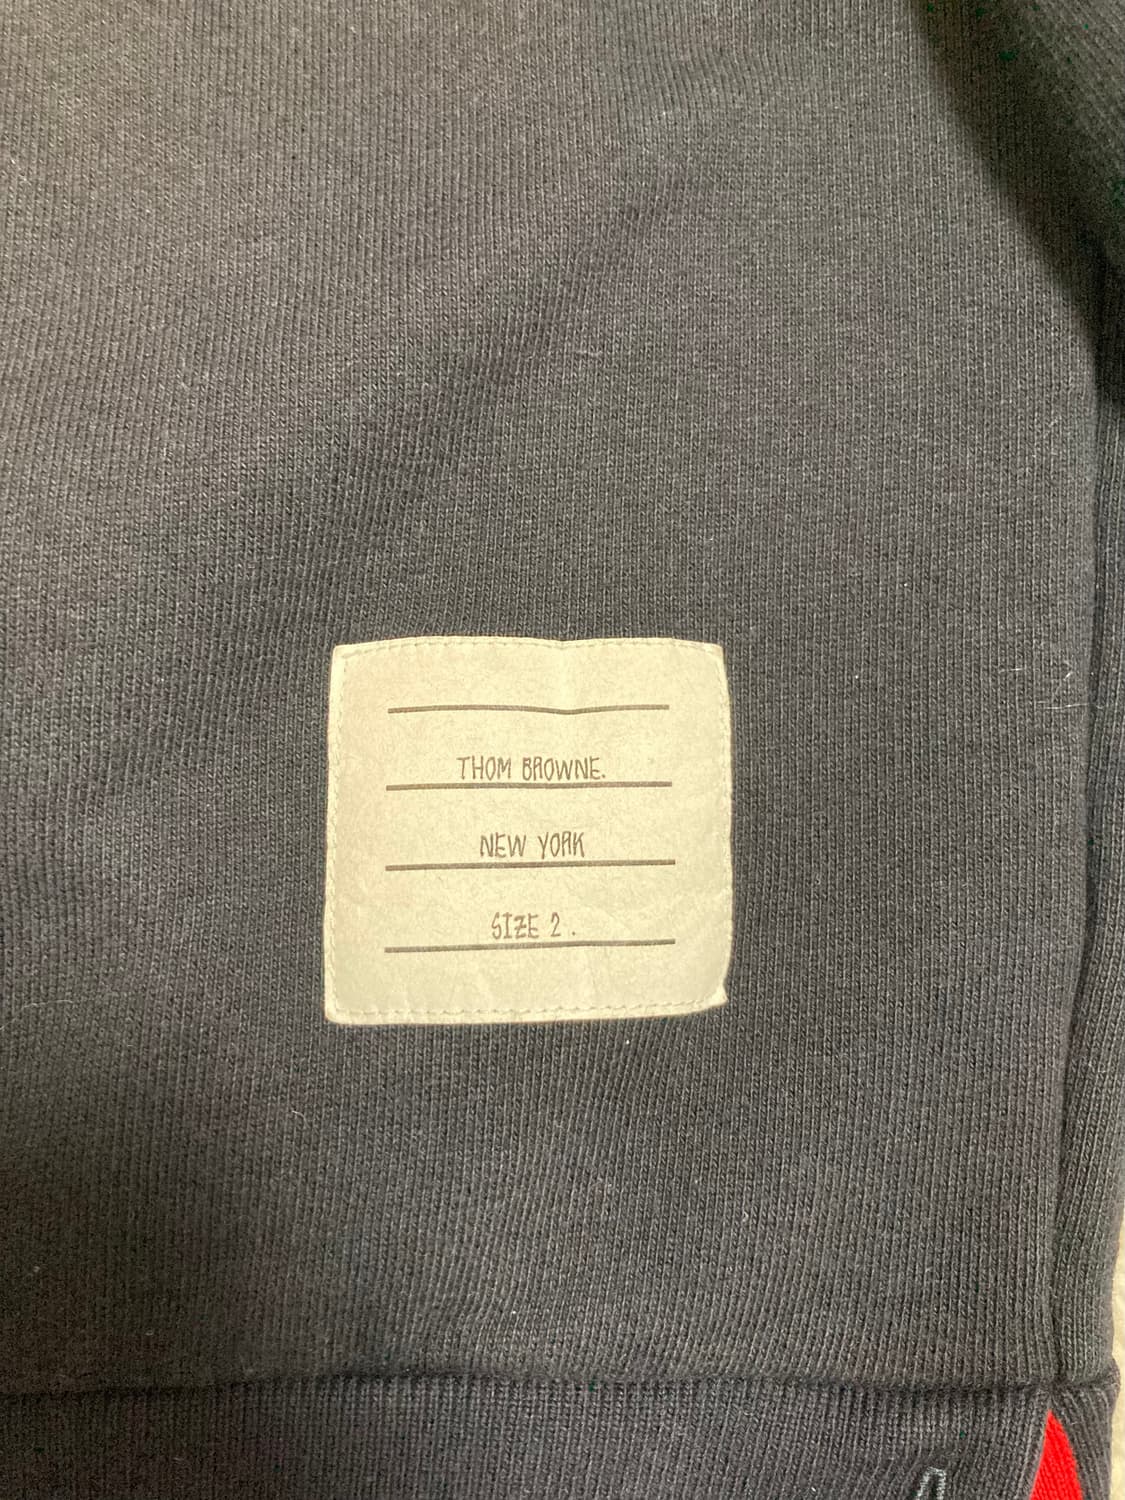 THOM BROWNE.
NEW YORK
SIZE 2 .